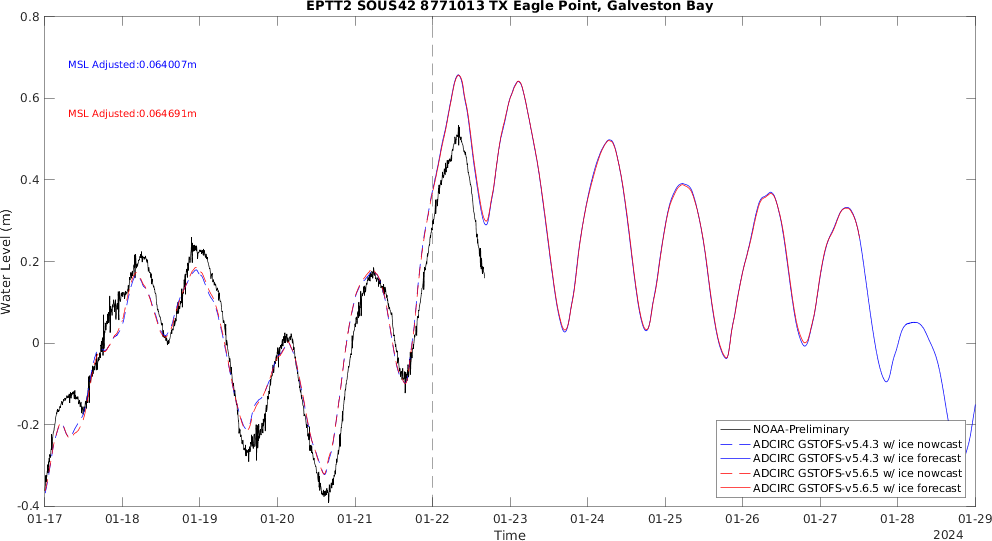 EPTT2 SOUS42 8771013 TX Eagle Point, Galveston Bay
MSL Adjusted:0.064007m
MSL Adjusted:0.064691m
Water Level (m)
0.8
0.6
0.4
0.2
0
-0.2
-0.4
01-17 01-18 01-19 01-20 01-21 01-22 01-23 01-24 01-25 01-26 01-27 01-28 01-29
Time
2024
NOAA-Preliminary
ADCIRC GSTOFS-v5.4.3 w/ ice nowcast
ADCIRC GSTOFS-v5.4.3 w/ ice forecast
ADCIRC GSTOFS-v5.6.5 w/ ice nowcast
ADCIRC GSTOFS-v5.6.5 w/ ice forecast